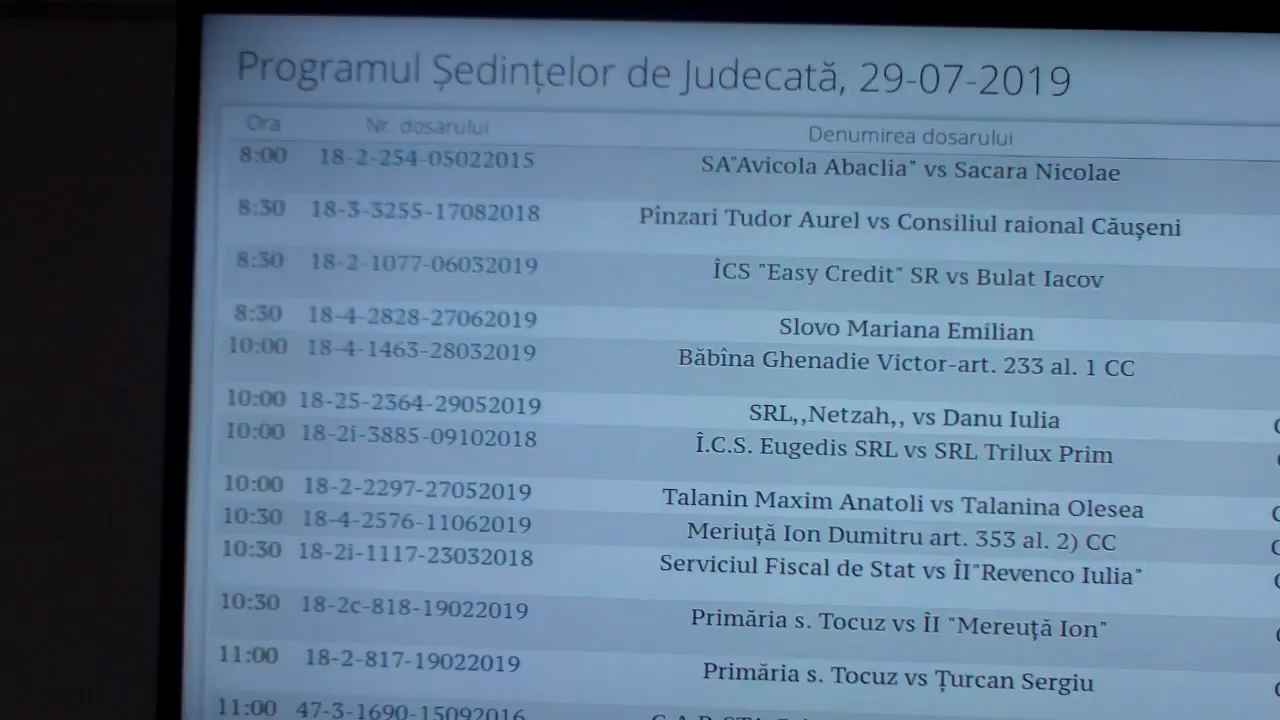 Programul Ședințelor de Judecată, 29-07-2019
Ora Nr. dosarului Denumirea dosarului
8:00 18-2-254-05022015 SA"Avicola Abaclia" vs Sacara Nicolae
8:30 18-3-3255-17082018 Pînzari Tudor Aurel vs Consiliul raional Căușeni
8:30 18-2-1077-06032019 ÎCS "Easy Credit" SR vs Bulat Iacov
8:30 18-4-2828-27062019 Slovo Mariana Emilian
10:00 18-4-1463-28032019 Băbîna Ghenadie Victor-art. 233 al. 1 CC
10:00 18-25-2364-29052019 SRL,,Netzah,, vs Danu Iulia
10:00 18-2i-3885-09102018 Î.C.S. Eugedis SRL vs SRL Trilux Prim
10:00 18-2-2297-27052019 Talanin Maxim Anatoli vs Talanina Olesea
10:30 18-4-2576-11062019 Meriuță Ion Dumitru art. 353 al. 2) CC
10:30 18-2i-1117-23032018 Serviciul Fiscal de Stat vs ÎI"Revenco Iulia"
10:30 18-2c-818-19022019 Primăria s. Tocuz vs ÎI "Mereuță Ion"
11:00 18-2-817-19022019 Primăria s. Tocuz vs Țurcan Sergiu
11:00 47-3-1690-15092016